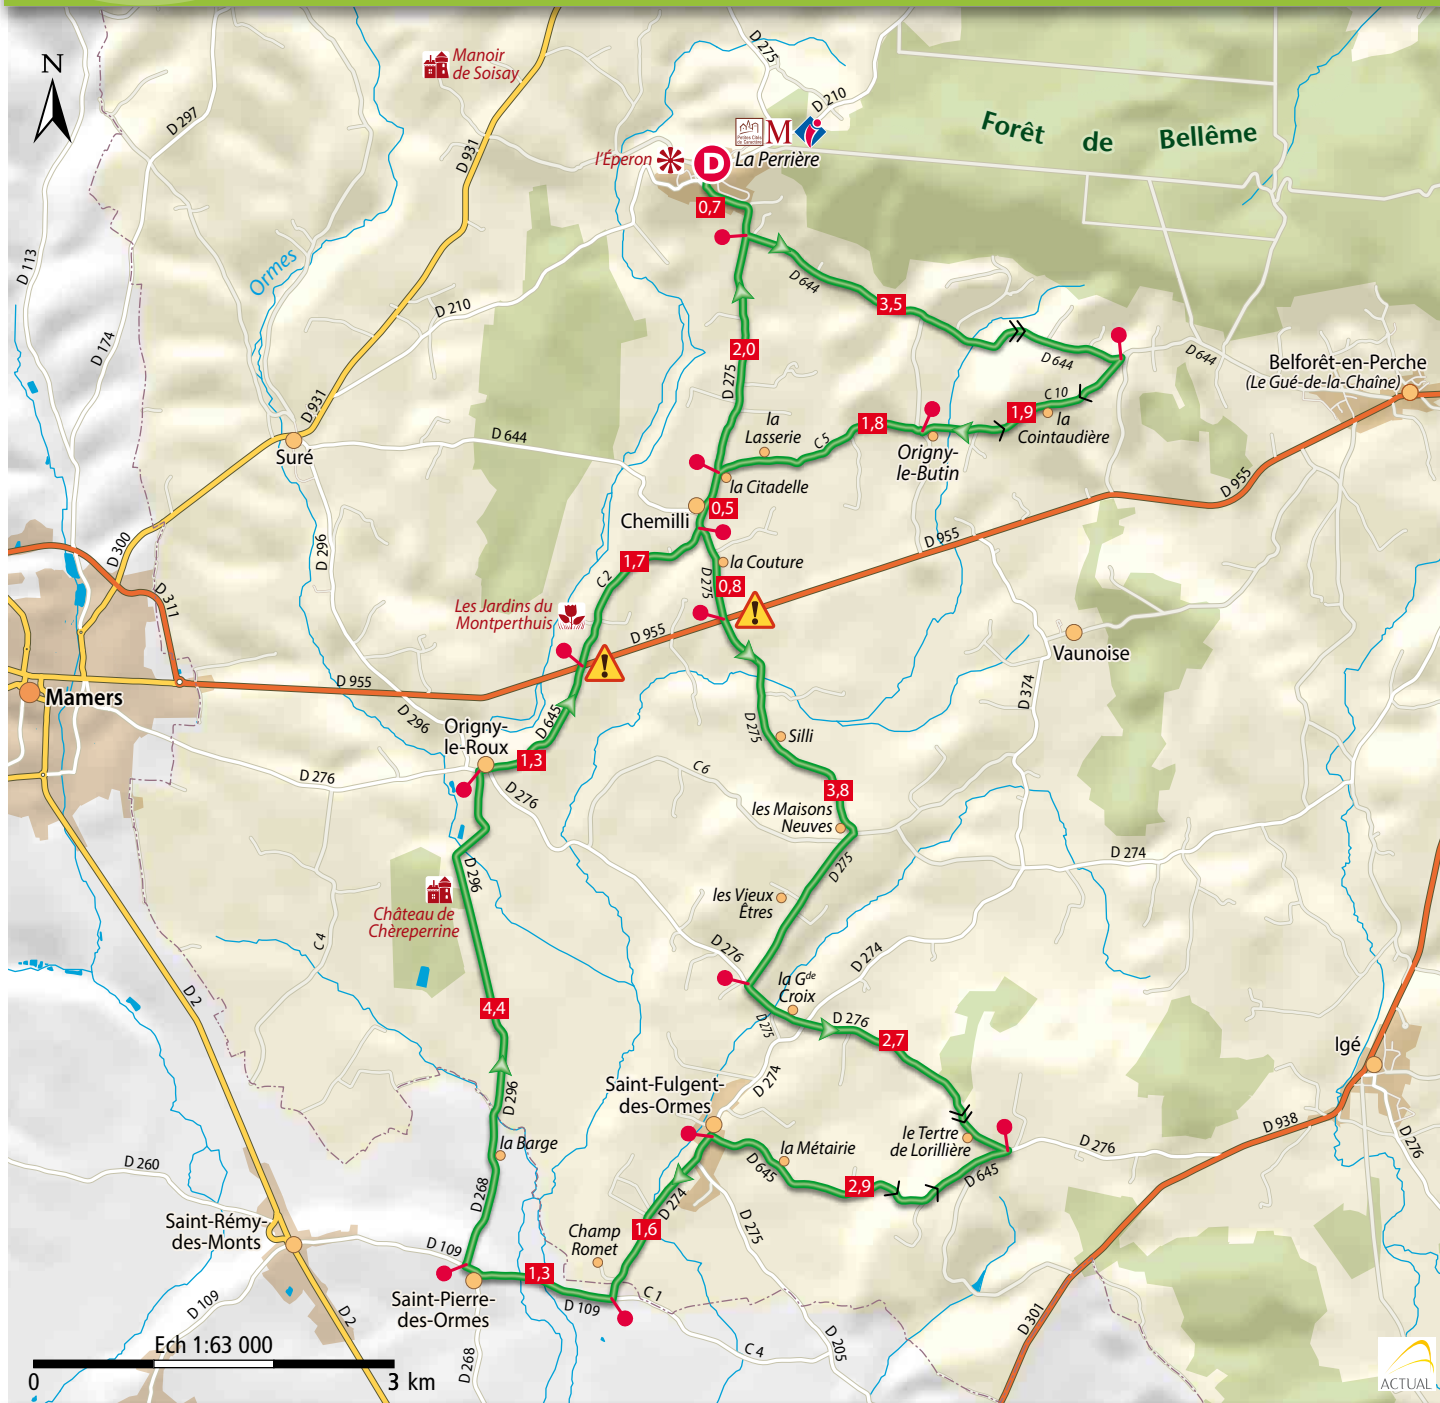 N
Manoir
de Soisay
D 275
D 210
D 297
D 931
Forêt de Bellême
Petites Cités
de Caractère
M
l'Éperon
D
La Perrière
0,7
D 113
Ormes
D 644
3,5
D 210
D 174
2,0
D 644
D 644
Belforêt-en-Perche
(Le Gué-de-la-Chaîne)
D 275
C 10
D 931
la
Lasserie
1,8
1,9
la
Cointaudière
D 644
C 5
Suré
Origny-
le-Butin
la Citadelle
D 955
0,5
Chemilli
D 300
D 296
D 955
1,7
la Couture
C 2
D 275
0,8
D 311
Les Jardins du
Montperthuis
D 955
Vaunoise
D 955
Mamers
D 374
D 296
Origny-
le-Roux
D 645
D 275
Silli
1,3
D 276
C 6
D 276
3,8
les Maisons
Neuves
D 274
D 275
D 296
les Vieux
Êtres
Château de
Chèreperrine
C 4
D 276
D 274
la Gde
Croix
D 2
4,4
D 275
D 276
2,7
Igé
Saint-Fulgent-
des-Ormes
D 274
D 296
D 938
le Tertre
de Lorillière
D 276
D 276
la Barge
la Métairie
D 645
D 645
D 260
2,9
D 268
D 274
Saint-Rémy-
des-Monts
D 275
Champ
Romet
1,6
D 109
1,3
C 1
D 109
Saint-Pierre-
des-Ormes
D 109
D 2
D 301
Ech 1:63 000
C 4
D 205
D 268
0
3 km
ACTUAL